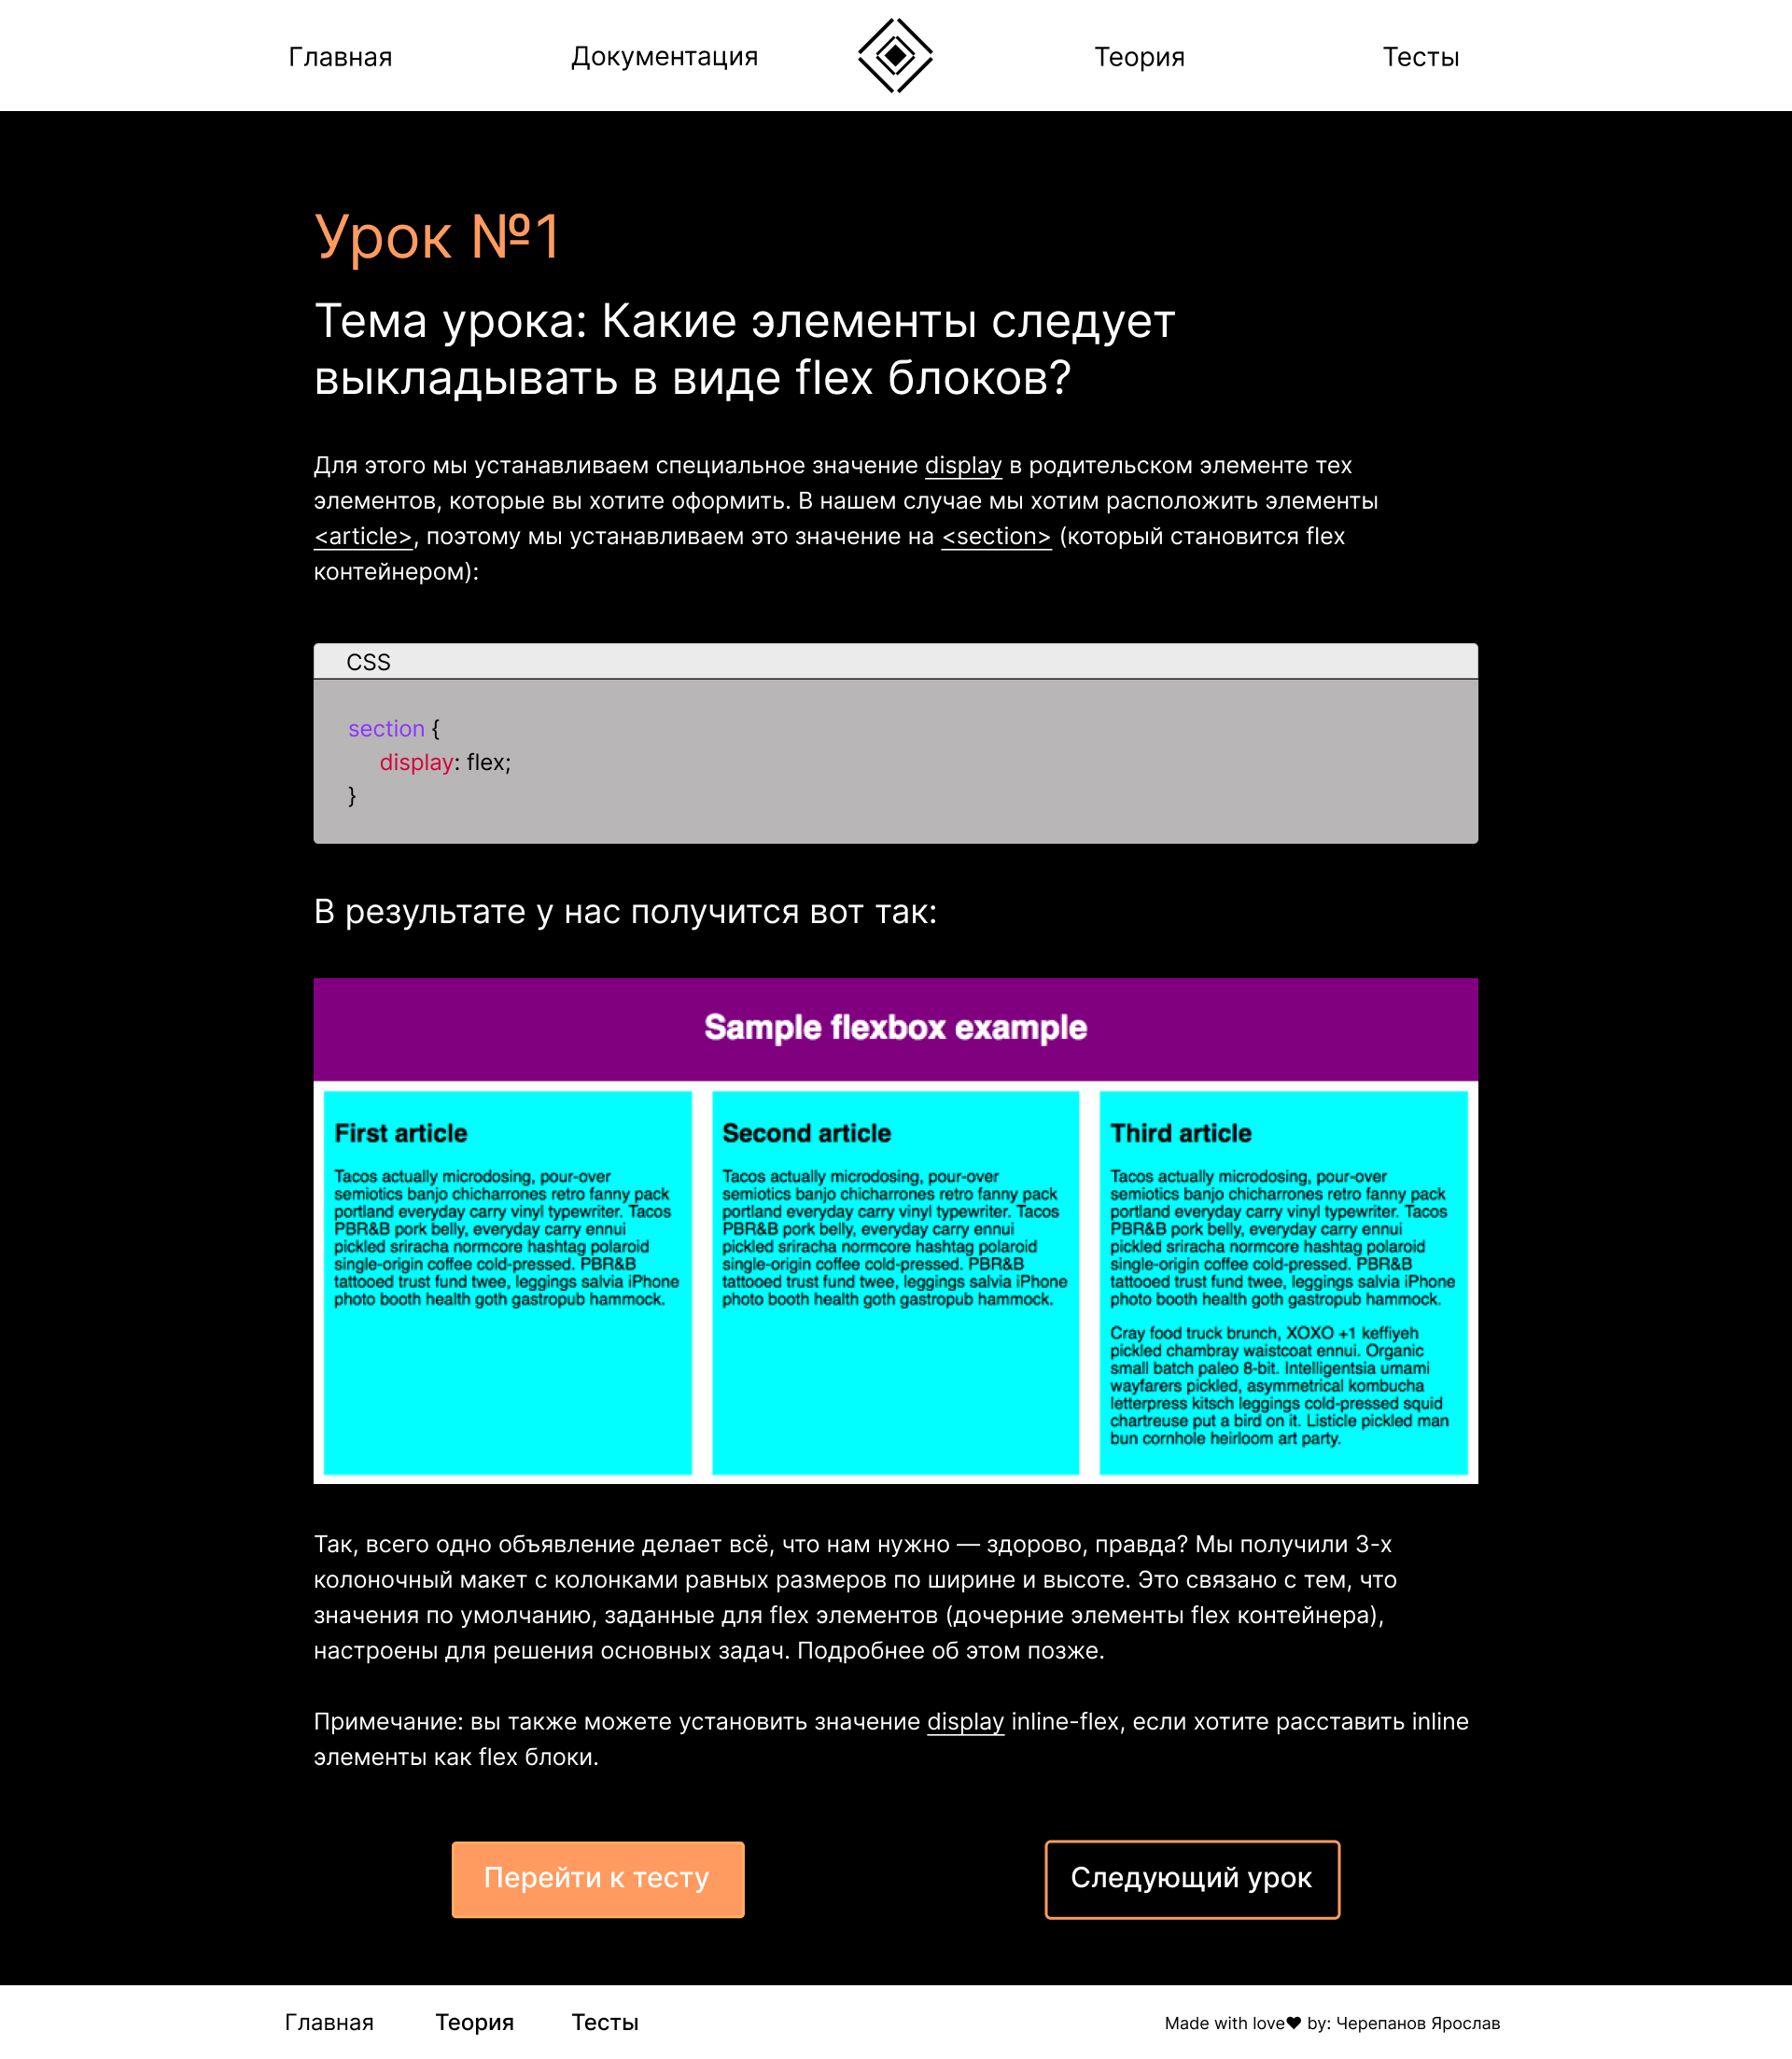 Главная Документация Теория Тесты
Урок №1
Тема урока: Какие элементы следует
выкладывать в виде flex блоков?
Для этого мы устанавливаем специальное значение display в родительском элементе тех
элементов, которые вы хотите оформить. В нашем случае мы хотим расположить элементы
<article>, поэтому мы устанавливаем это значение на <section> (который становится flex
контейнером):
CSS
section {
display: flex;
}
В результате у нас получится вот так:
Sample flexbox example
First article
Tacos actually microdosing, pour-over
semiotics banjo chicharrones retro fanny pack
portland everyday carry vinyl typewriter. Tacos
PBR&B pork belly, everyday carry ennui
pickled sriracha normcore hashtag polaroid
single-origin coffee cold-pressed. PBR&B
tattooed trust fund twee, leggings salvia iPhone
photo booth health goth gastropub hammock.
Second article
Tacos actually microdosing, pour-over
semiotics banjo chicharrones retro fanny pack
portland everyday carry vinyl typewriter. Tacos
PBR&B pork belly, everyday carry ennui
pickled sriracha normcore hashtag polaroid
single-origin coffee cold-pressed. PBR&B
tattooed trust fund twee, leggings salvia iPhone
photo booth health goth gastropub hammock.
Third article
Tacos actually microdosing, pour-over
semiotics banjo chicharrones retro fanny pack
portland everyday carry vinyl typewriter. Tacos
PBR&B pork belly, everyday carry ennui
pickled sriracha normcore hashtag polaroid
single-origin coffee cold-pressed. PBR&B
tattooed trust fund twee, leggings salvia iPhone
photo booth health goth gastropub hammock.
Cray food truck brunch, XOXO +1 keffiyeh
pickled chambray waistcoat ennui. Organic
small batch paleo 8-bit. Intelligentsia umami
wayfarers pickled, asymmetrical kombucha
letterpress kitsch leggings cold-pressed squid
chartreuse put a bird on it. Listicle pickled man
bun cornhole heirloom art party.
Так, всего одно объявление делает всё, что нам нужно — здорово, правда? Мы получили 3-х
колоночный макет с колонками равных размеров по ширине и высоте. Это связано с тем, что
значения по умолчанию, заданные для flex элементов (дочерние элементы flex контейнера),
настроены для решения основных задач. Подробнее об этом позже.
Примечание: вы также можете установить значение display inline-flex, если хотите расставить inline
элементы как flex блоки.
Перейти к тесту Следующий урок
Главная Теория Тесты Made with love❤ by: Черепанов Ярослав